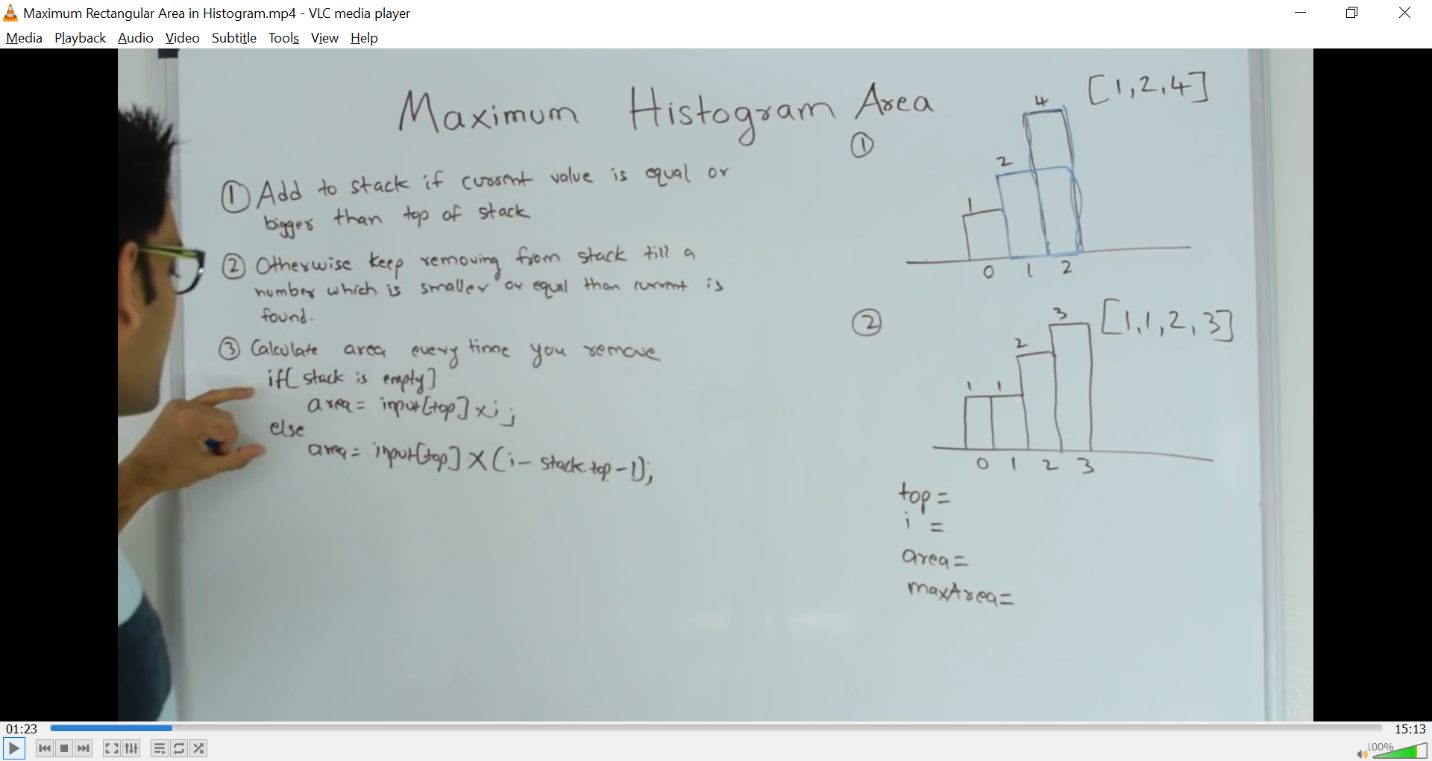 Maximum Rectangular Area in Histogram.mp4 - VLC media player
Media Playback Audio Video Subtitle Tools View Help
Maximum Histogram Area
① Add to stack if current value is equal or
bigger than top of stack
② Otherwise keep removing from stack till a
number which is smaller or equal than current is
found.
③ Calculate area every time you remove
if( stack is empty)
area = input[top] x i;
else
area = input[top] X (i - stack.top - 1);
①
[1,2,4]
4
2
1
0 1 2
②
[1,1,2,3]
3
2
1 1
0 1 2 3
top =
i =
area =
maxArea =
01:23
15:13
100%